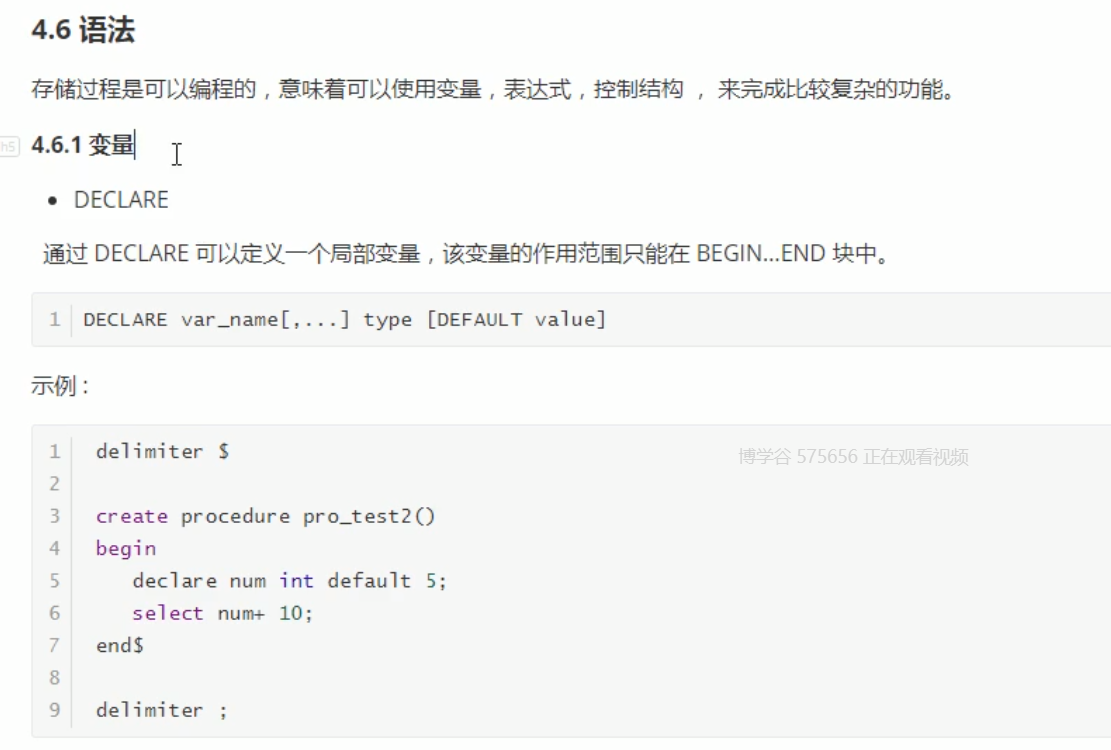 4.6 语法
存储过程是可以编程的，意味着可以使用变量，表达式，控制结构 ， 来完成比较复杂的功能。
h5
4.6.1 变量
• DECLARE
通过 DECLARE 可以定义一个局部变量，该变量的作用范围只能在 BEGIN...END 块中。
1 DECLARE var_name[,...] type [DEFAULT value]
示例 :
1 delimiter $
博学谷 575656 正在观看视频
2
3 create procedure pro_test2()
4 begin
5 declare num int default 5;
6 select num+ 10;
7 end$
8
9 delimiter ;